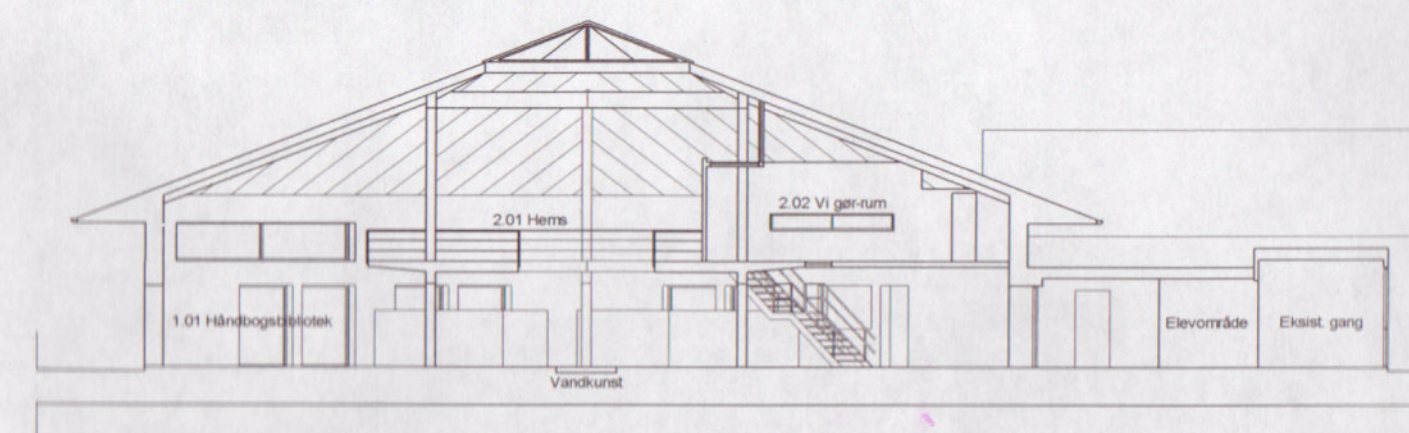 2.01 Hems
2.02 Vi gør-rum
1.01 Håndbogsbibliotek
Elevområde
Eksist. gang
Vandkunst